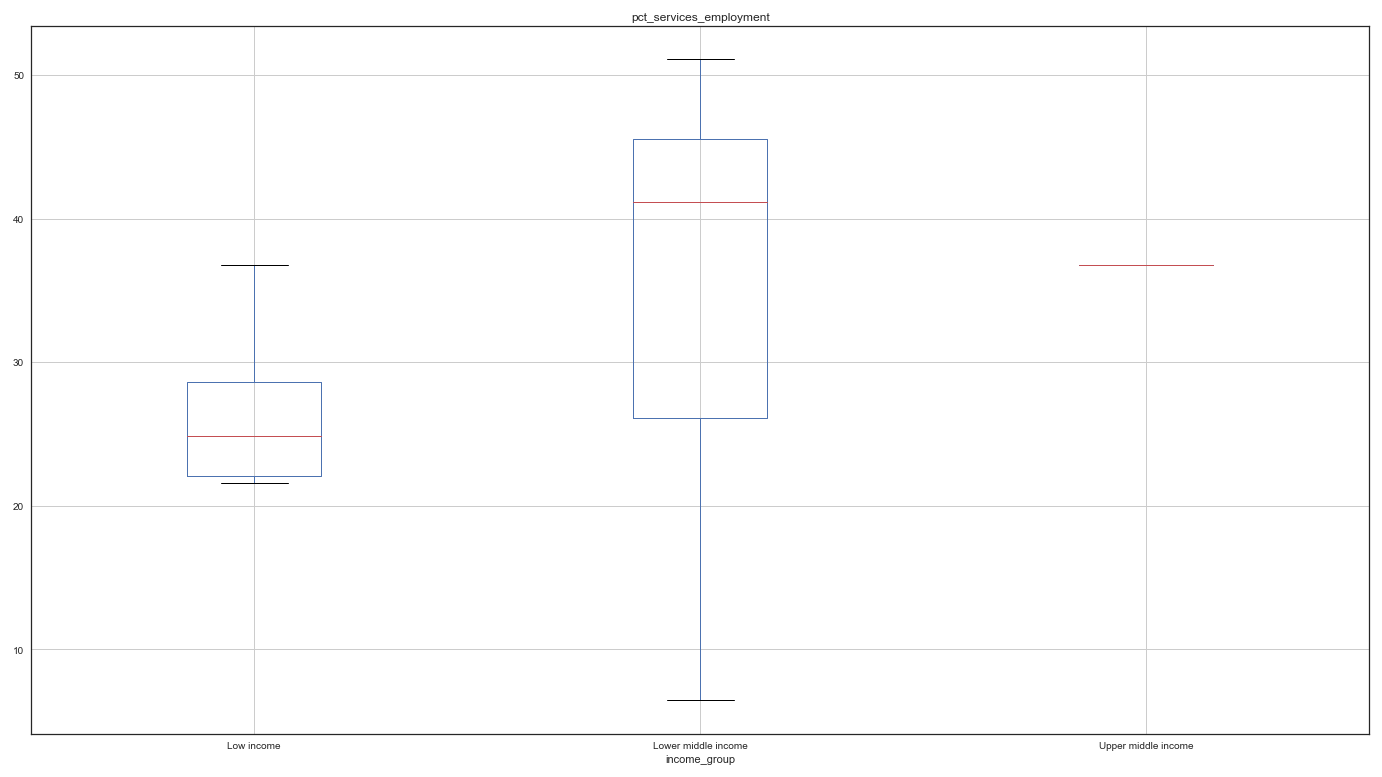 pct_services_employment
50
40
30
20
10
Low income
Lower middle income
Upper middle income
income_group